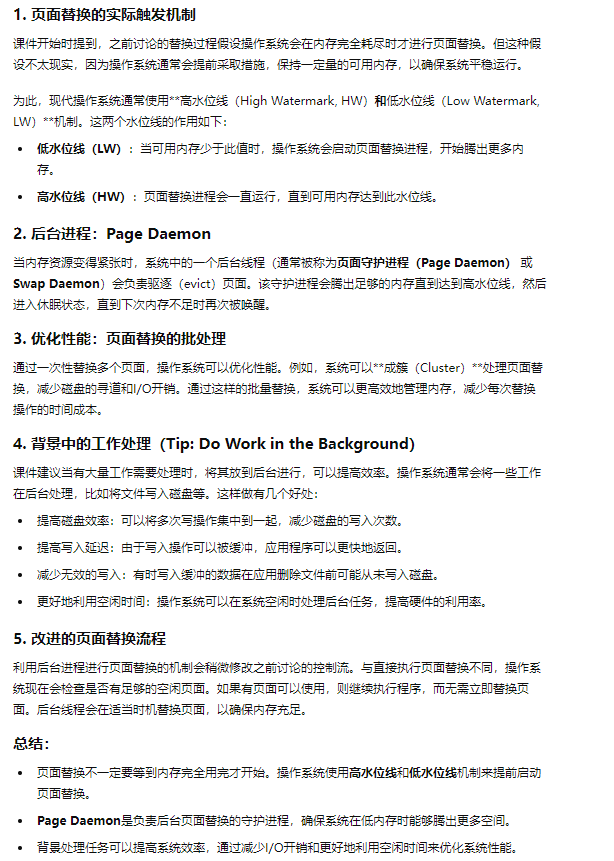 1. 页面替换的实际触发机制
课件开始时提到，之前讨论的替换过程假设操作系统会在内存完全耗尽时才进行页面替换。但这种假
设不太现实，因为操作系统通常会提前采取措施，保持一定量的可用内存，以确保系统平稳运行。
为此，现代操作系统通常使用**高水位线（High Watermark, HW）和低水位线（Low Watermark,
LW）**机制。这两个水位线的作用如下：
• 低水位线（LW）：当可用内存少于此值时，操作系统会启动页面替换进程，开始腾出更多内
存。
• 高水位线（HW）：页面替换进程会一直运行，直到可用内存达到此水位线。
2. 后台进程：Page Daemon
当内存资源变得紧张时，系统中的一个后台线程（通常被称为页面守护进程（Page Daemon） 或
Swap Daemon）会负责驱逐（evict）页面。该守护进程会腾出足够的内存直到达到高水位线，然后
进入休眠状态，直到下次内存不足时再次被唤醒。
3. 优化性能：页面替换的批处理
通过一次性替换多个页面，操作系统可以优化性能。例如，系统可以**成簇（Cluster）**处理页面替
换，减少磁盘的寻道和I/O开销。通过这样的批量替换，系统可以更高效地管理内存，减少每次替换
操作的时间成本。
4. 背景中的工作处理（Tip: Do Work in the Background）
课件建议当有大量工作需要处理时，将其放到后台进行，可以提高效率。操作系统通常会将一些工作
在后台处理，比如将文件写入磁盘等。这样做有几个好处：
• 提高磁盘效率：可以将多次写操作集中到一起，减少磁盘的写入次数。
• 提高写入延迟：由于写入操作可以被缓冲，应用程序可以更快地返回。
• 减少无效的写入：有时写入缓冲的数据在应用删除文件前可能从未写入磁盘。
• 更好地利用空闲时间：操作系统可以在系统空闲时处理后台任务，提高硬件的利用率。
5. 改进的页面替换流程
利用后台进程进行页面替换的机制会稍微修改之前讨论的控制流。与直接执行页面替换不同，操作系
统现在会检查是否有足够的空闲页面。如果有页面可以使用，则继续执行程序，而无需立即替换页
面。后台线程会在适当时机替换页面，以确保内存充足。
总结：
• 页面替换不一定要等到内存完全用完才开始。操作系统使用高水位线和低水位线机制来提前启动
页面替换。
• Page Daemon是负责后台页面替换的守护进程，确保系统在低内存时能够腾出更多空间。
• 背景处理任务可以提高系统效率，通过减少I/O开销和更好地利用空闲时间来优化系统性能。